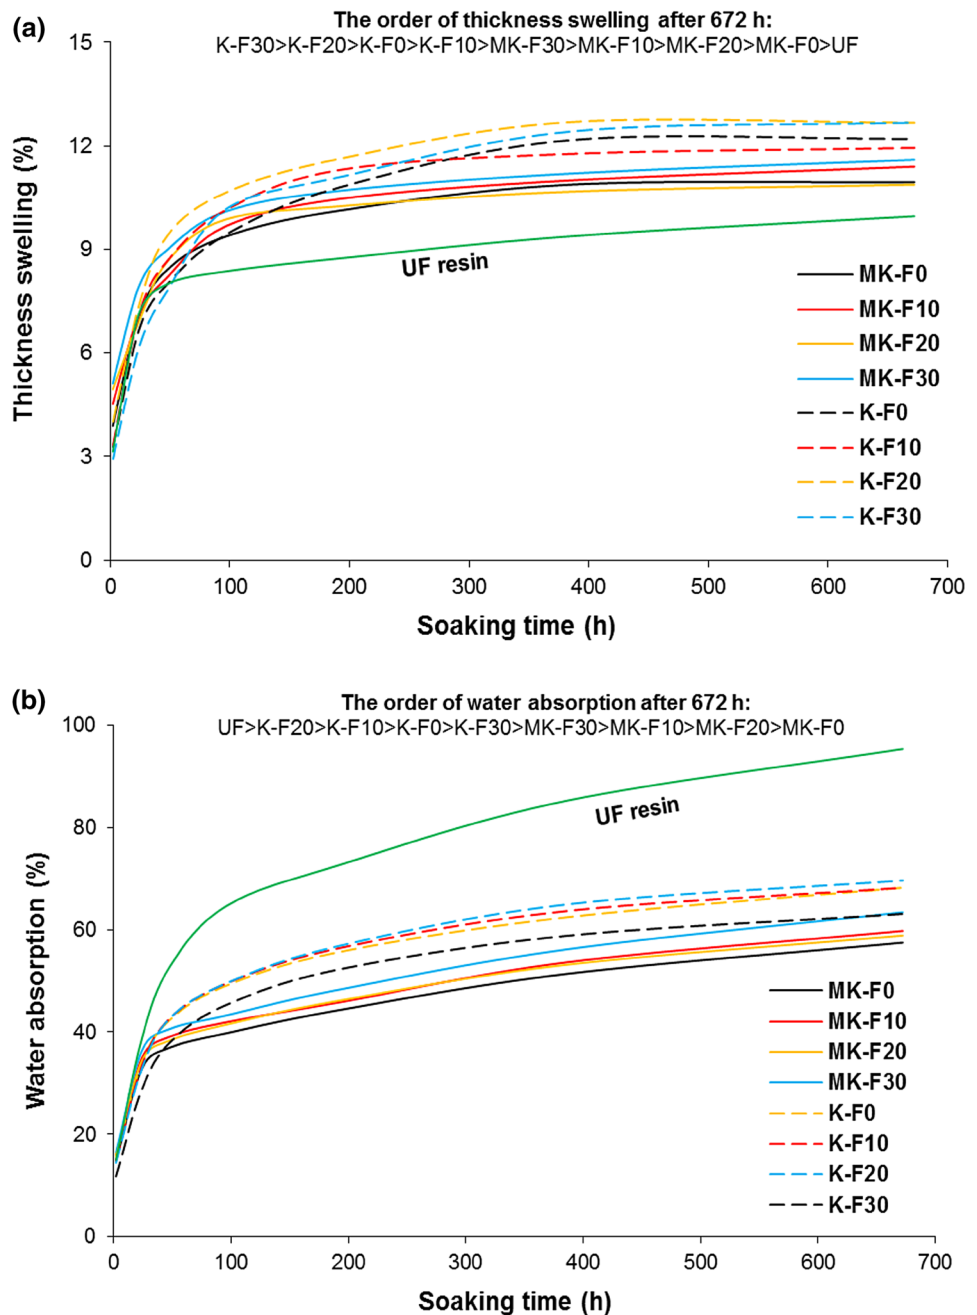 (a)
The order of thickness swelling after 672 h:
K-F30>K-F20>K-F0>K-F10>MK-F30>MK-F10>MK-F20>MK-F0>UF
15
12
9
6
3
0
Thickness swelling (%)
UF resin
MK-F0
MK-F10
MK-F20
MK-F30
K-F0
K-F10
K-F20
K-F30
0 100 200 300 400 500 600 700
Soaking time (h)
(b)
The order of water absorption after 672 h:
UF>K-F20>K-F10>K-F0>K-F30>MK-F30>MK-F10>MK-F20>MK-F0
100
80
60
40
20
0
Water absorption (%)
UF resin
MK-F0
MK-F10
MK-F20
MK-F30
K-F0
K-F10
K-F20
K-F30
0 100 200 300 400 500 600 700
Soaking time (h)